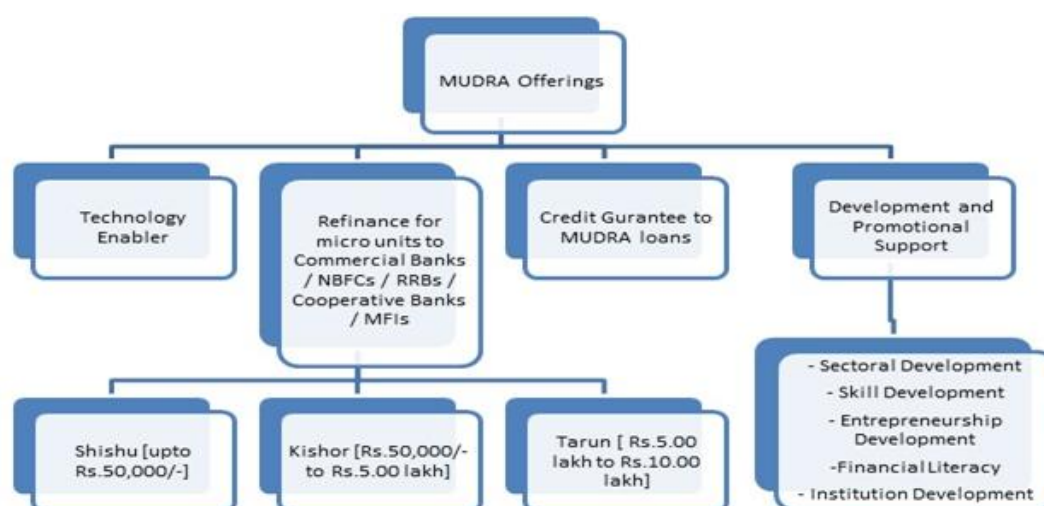 MUDRA Offerings
Technology
Enabler
Refinance for
micro units to
Commercial Banks
/ NBFCs / RRBs /
Cooperative Banks
/ MFIs
Credit Gurantee to
MUDRA loans
Development and
Promotional
Support
Shishu [upto
Rs.50,000/-]
Kishor [Rs.50,000/-
to Rs.5.00 lakh]
Tarun [ Rs.5.00
lakh to Rs.10.00
lakh]
- Sectoral Development
- Skill Development
- Entrepreneurship
Development
-Financial Literacy
- Institution Development